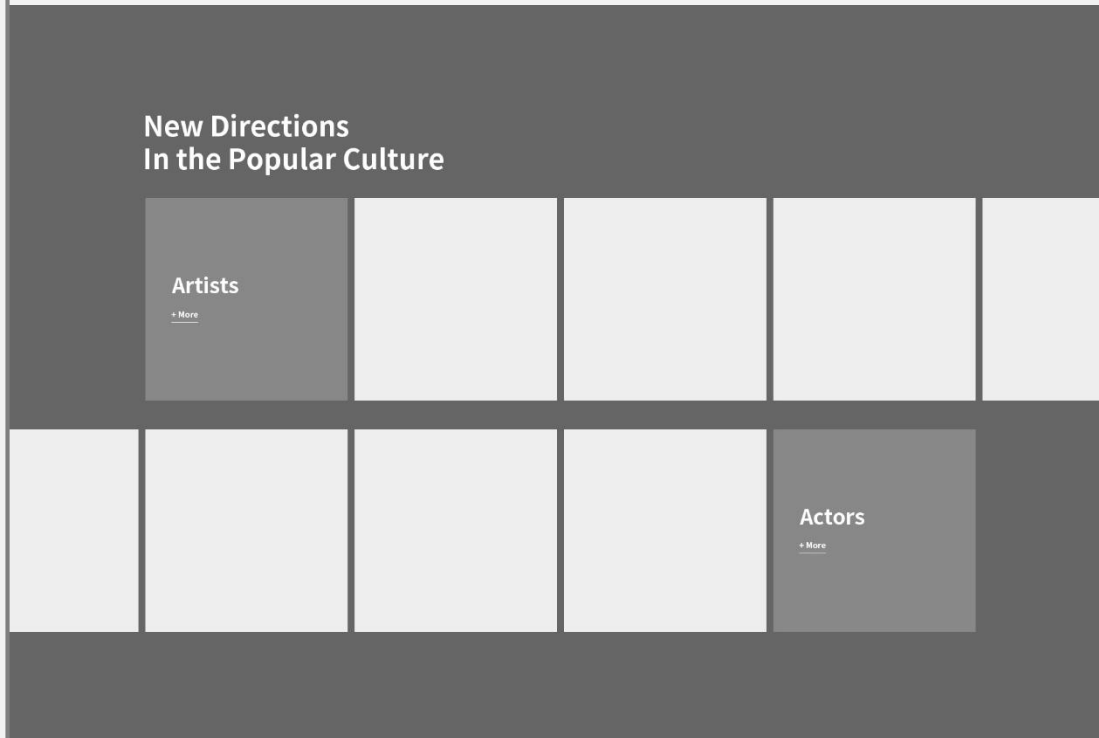 New Directions
In the Popular Culture
Artists
+ More
Actors
+ More